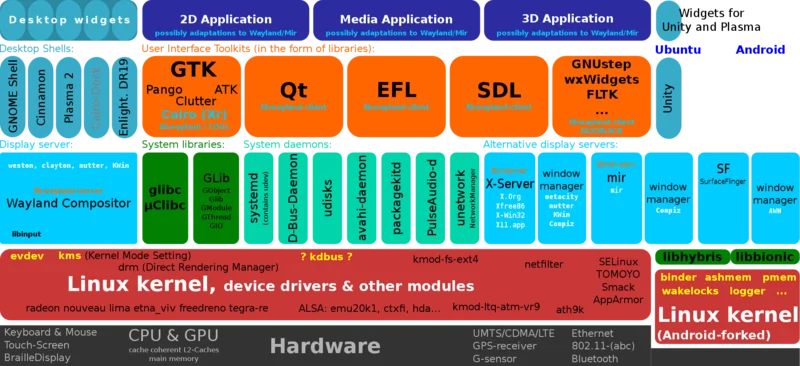 Desktop widgets
2D Application
possibly adaptations to Wayland/Mir
Media Application
possibly adaptations to Wayland/Mir
3D Application
possibly adaptations to Wayland/Mir
Widgets for
Unity and Plasma
Desktop Shells:
User Interface Toolkits (in the form of libraries):
Ubuntu
Android
GNOME Shell
Cinnamon
Plasma 2
Enlight. DR19
GTK
Pango ATK
Clutter
Cairo (Xr)
Qt
EFL
SDL
GNUstep
wxWidgets
FLTK
...
Unity
Display server:
System libraries:
System daemons:
Alternative display servers:
weston, clayton, mutter, KWin
Wayland Compositor
libinput
glibc
µClibc
GLib
GObject
Glib
GModule
GThread
GIO
systemd
(contains udev)
D-Bus-Daemon
udisks
avahi-daemon
packagekitd
PulseAudio-d
unetwork
NetworkManager
X-Server
X.Org
Xfree86
X-Win32
X11.app
window
manager
metacity
mutter
KWin
Compiz
mir
mir
window
manager
Compiz
SF
SurfaceFlinger
window
manager
AWM
libhybris
libbionic
evdev kms (Kernel Mode Setting)
drm (Direct Rendering Manager)
? kdbus ?
kmod-fs-ext4
netfilter
SELinux
TOMOYO
Smack
AppArmor
Linux kernel, device drivers & other modules
radeon nouveau lima etna_viv freedreno tegra-re
ALSA: emu20k1, ctxfi, hda...
kmod-ltq-atm-vr9
ath9k
binder ashmem pmem
wakelocks logger ...
Linux kernel
(Android-forked)
Keyboard & Mouse
Touch-Screen
BrailleDisplay
CPU & GPU
cache coherent L2-Caches
main memory
Hardware
UMTS/CDMA/LTE
GPS-receiver
G-sensor
Ethernet
802.11-(abc)
Bluetooth